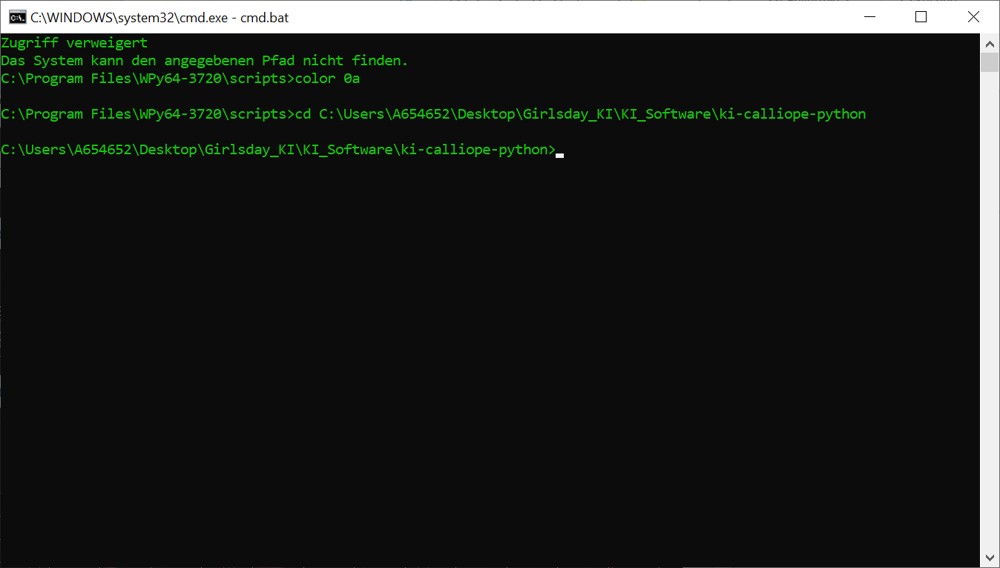 C:\WINDOWS\system32\cmd.exe - cmd.bat
Zugriff verweigert
Das System kann den angegebenen Pfad nicht finden.
C:\Program Files\WPy64-3720\scripts>color 0a
C:\Program Files\WPy64-3720\scripts>cd C:\Users\A654652\Desktop\Girlsday_KI\KI_Software\ki-calliope-python
C:\Users\A654652\Desktop\Girlsday_KI\KI_Software\ki-calliope-python>